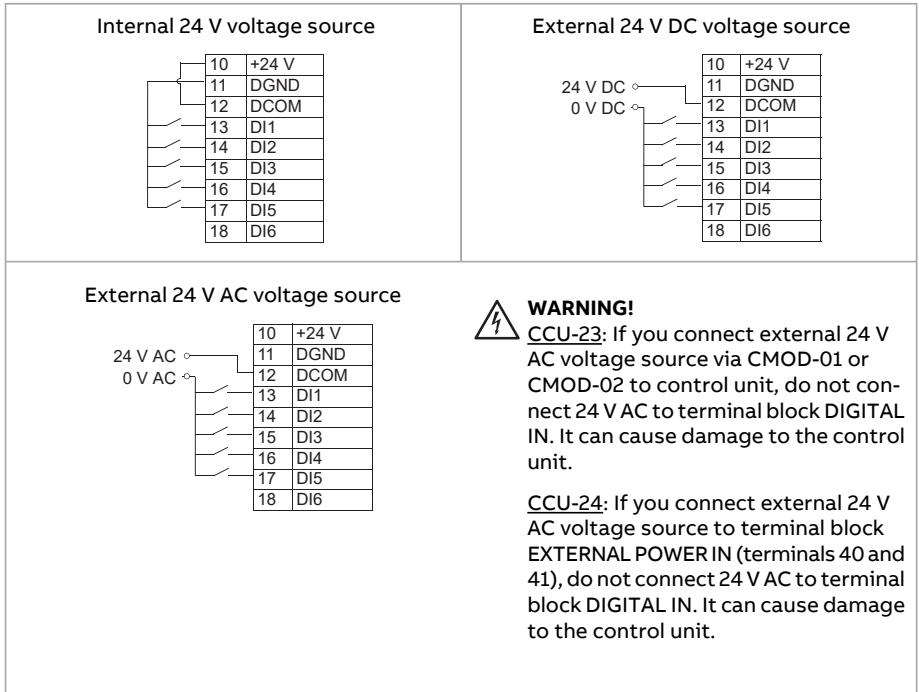 Internal 24 V voltage source
10 +24 V
11 DGND
12 DCOM
13 DI1
14 DI2
15 DI3
16 DI4
17 DI5
18 DI6
External 24 V DC voltage source
24 V DC
0 V DC
10 +24 V
11 DGND
12 DCOM
13 DI1
14 DI2
15 DI3
16 DI4
17 DI5
18 DI6
External 24 V AC voltage source
24 V AC
0 V AC
10 +24 V
11 DGND
12 DCOM
13 DI1
14 DI2
15 DI3
16 DI4
17 DI5
18 DI6
WARNING!
CCU-23: If you connect external 24 V
AC voltage source via CMOD-01 or
CMOD-02 to control unit, do not con-
nect 24 V AC to terminal block DIGITAL
IN. It can cause damage to the control
unit.
CCU-24: If you connect external 24 V
AC voltage source to terminal block
EXTERNAL POWER IN (terminals 40 and
41), do not connect 24 V AC to terminal
block DIGITAL IN. It can cause damage
to the control unit.